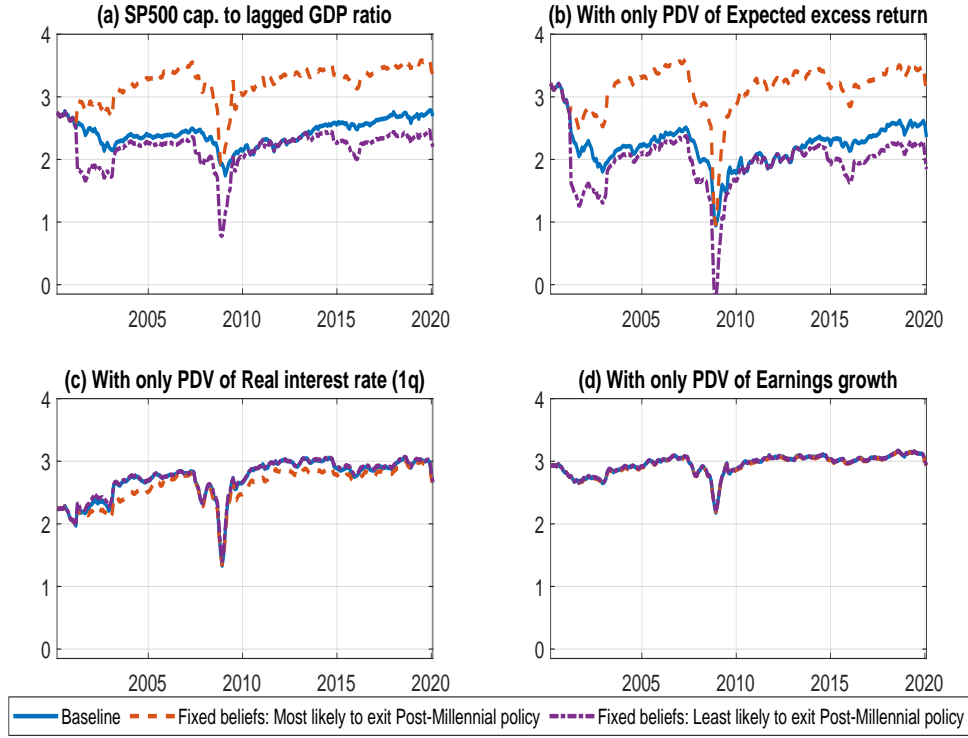 (a) SP500 cap. to lagged GDP ratio
4
3
2
1
0
2005 2010 2015 2020
(b) With only PDV of Expected excess return
4
3
2
1
0
2005 2010 2015 2020
(c) With only PDV of Real interest rate (1q)
4
3
2
1
0
2005 2010 2015 2020
(d) With only PDV of Earnings growth
4
3
2
1
0
2005 2010 2015 2020
Baseline Fixed beliefs: Most likely to exit Post-Millennial policy Fixed beliefs: Least likely to exit Post-Millennial policy